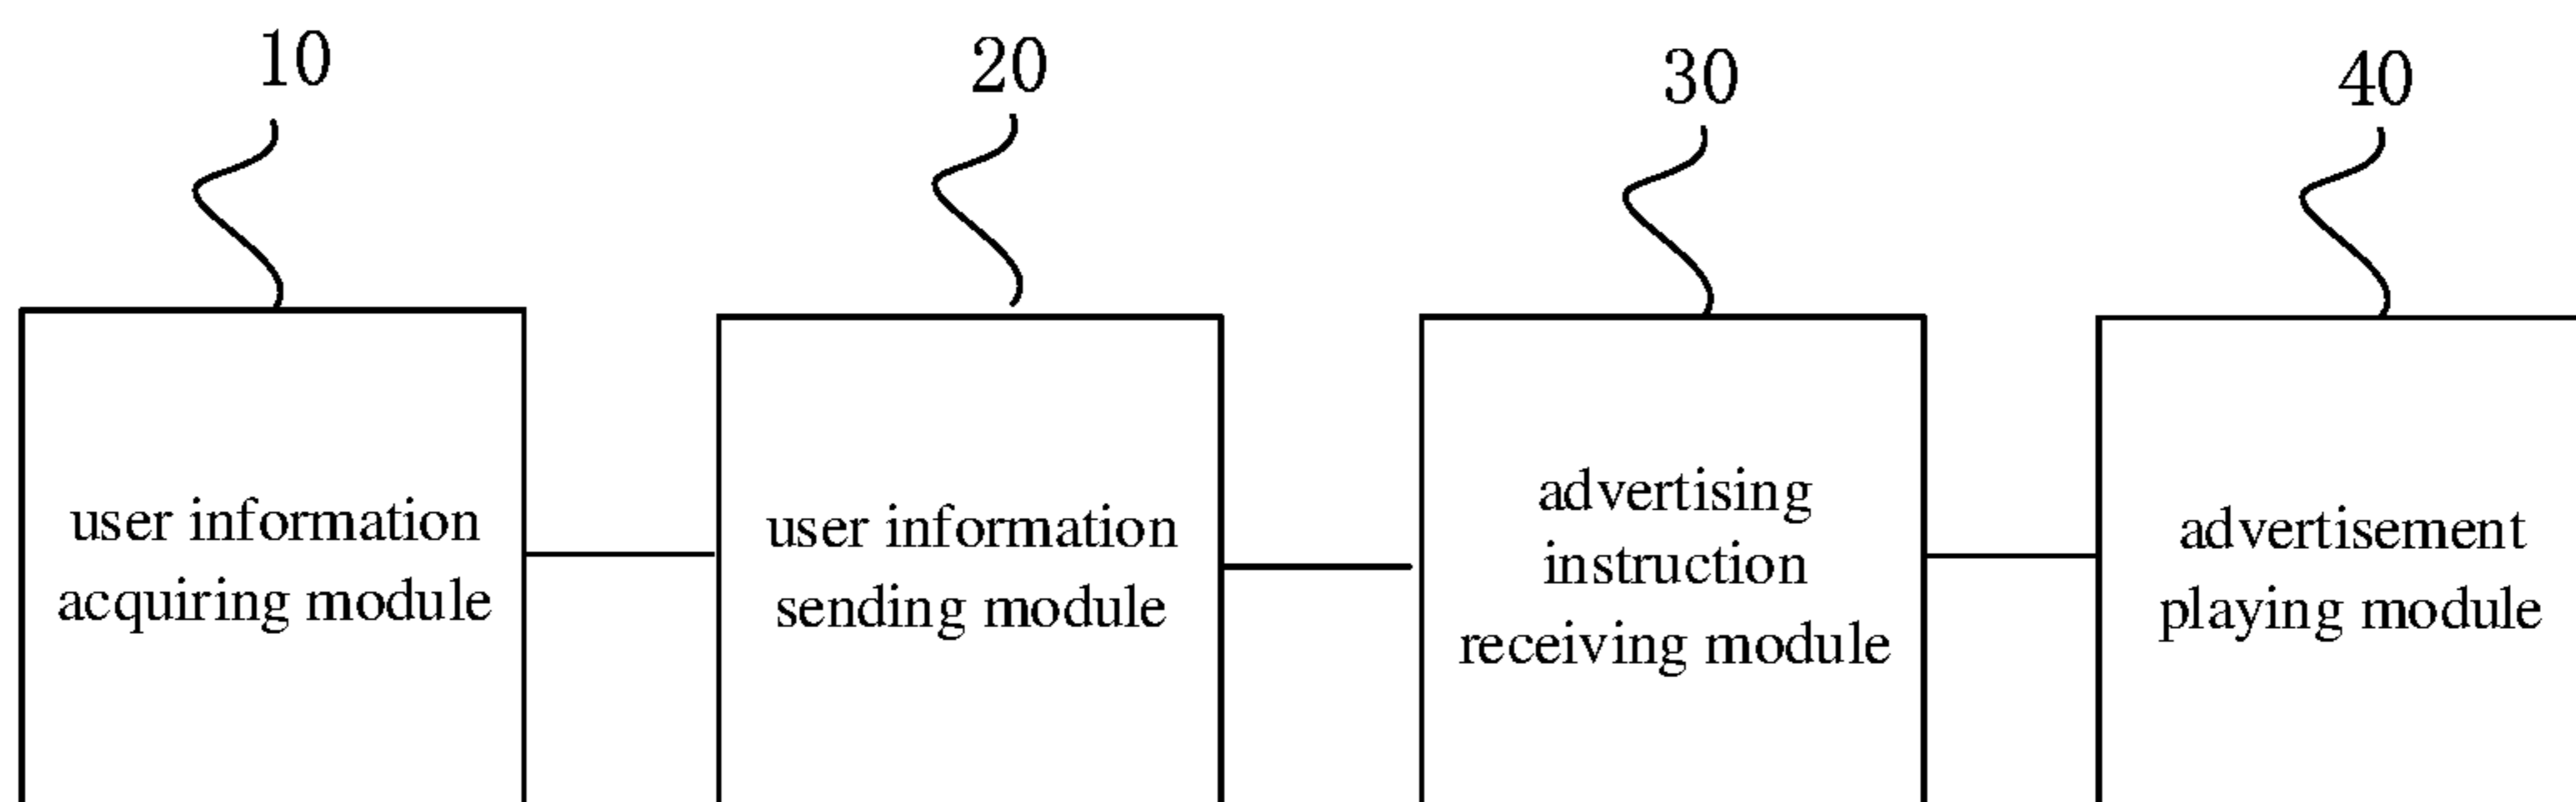 10
20
30
40
user information
acquiring module
user information
sending module
advertising
instruction
receiving module
advertisement
playing module